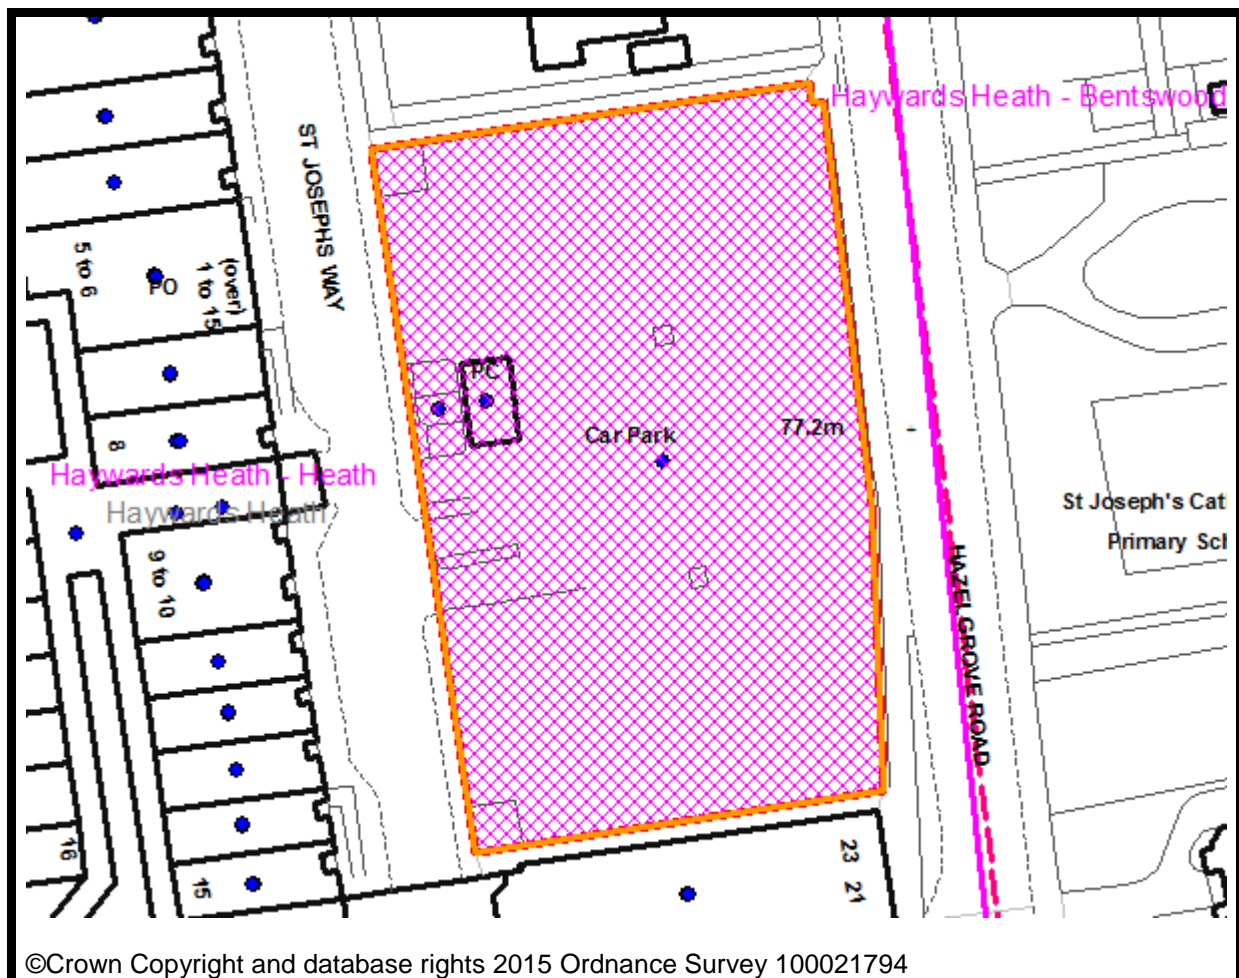 Haywards Heath - Bentswood
ST JOSEPHS WAY
5 to 6
PO
(over)
1 to 15
PC
Car Park
77.2m
8
Haywards Heath - Heath
Haywards Heath
St Joseph's Cat
Primary Sch
9 to 10
HAZELGROVE ROAD
16
15
23
21
©Crown Copyright and database rights 2015 Ordnance Survey 100021794